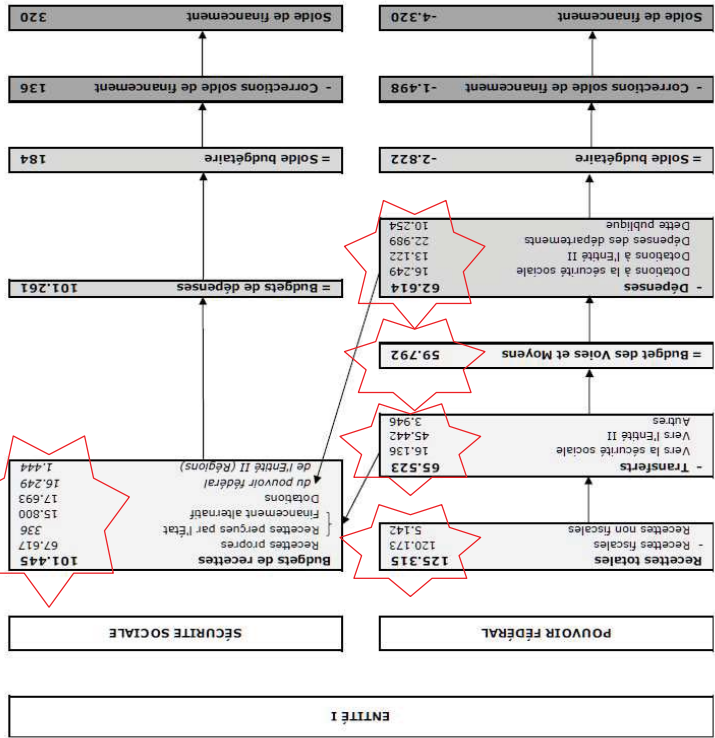 ENTITÉ I
POUVOIR FÉDÉRAL
Recettes totales 125.315
- Recettes fiscales 120.173
Recettes non fiscales 5.142
- Transferts 65.523
Vers la sécurité sociale 16.136
Vers l'Entité II 45.442
Autres 3.946
= Budget des Voies et Moyens 59.792
- Dépenses 62.614
Dotations à la sécurité sociale 16.249
Dotations à l'Entité II 13.122
Dépenses des départements 22.989
Dette publique 10.254
= Solde budgétaire -2.822
- Corrections solde de financement -1.498
Solde de financement -4.320
SÉCURITE SOCIALE
Budgets de recettes 101.445
Recettes propres 67.617
Recettes perçues par l'État 336
Financement alternatif 15.800
Dotations 17.693
du pouvoir fédéral 16.249
de l'Entité II (Régions) 1.444
= Budgets de dépenses 101.261
= Solde budgétaire 184
- Corrections solde de financement 136
Solde de financement 320